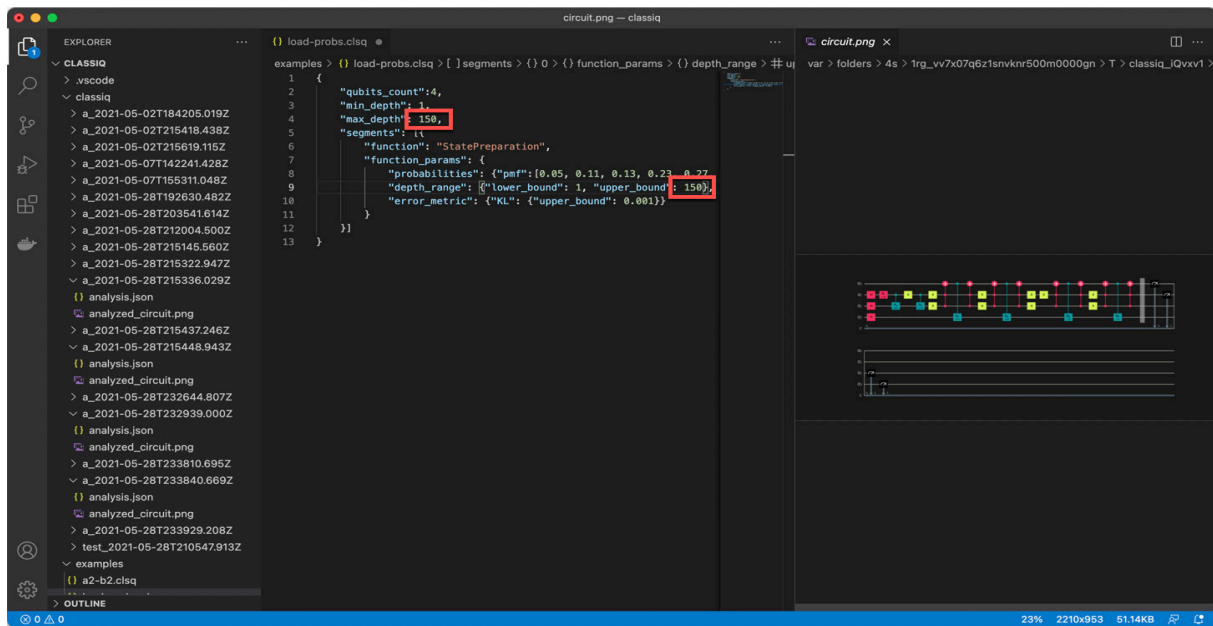 circuit.png — classiq
EXPLORER ...
CLASSIQ
.vscode
classiq
a_2021-05-02T184205.019Z
a_2021-05-02T215418.438Z
a_2021-05-02T215619.115Z
a_2021-05-07T142241.428Z
a_2021-05-07T155311.048Z
a_2021-05-28T192630.482Z
a_2021-05-28T203541.614Z
a_2021-05-28T212004.500Z
a_2021-05-28T215145.560Z
a_2021-05-28T215322.947Z
a_2021-05-28T215336.029Z
{} analysis.json
analyzed_circuit.png
a_2021-05-28T215437.246Z
a_2021-05-28T215448.943Z
{} analysis.json
analyzed_circuit.png
a_2021-05-28T232644.807Z
a_2021-05-28T232939.000Z
{} analysis.json
analyzed_circuit.png
a_2021-05-28T233810.695Z
a_2021-05-28T233840.669Z
{} analysis.json
analyzed_circuit.png
a_2021-05-28T233929.208Z
test_2021-05-28T210547.913Z
examples
{} a2-b2.clsq
OUTLINE
{} load-probs.clsq ●
examples > {} load-probs.clsq > [ ] segments > {} 0 > {} function_params > {} depth_range > # up
1 {
2 "qubits_count":4,
3 "min_depth": 1,
4 "max_depth": 150,
5 "segments": [{
6 "function": "StatePreparation",
7 "function_params": {
8 "probabilities": {"pmf":[0.05, 0.11, 0.13, 0.23, 0.27
9 "depth_range": {"lower_bound": 1, "upper_bound": 150},
10 "error_metric": {"KL": {"upper_bound": 0.001}}
11 }
12 }]
13 }
circuit.png ×
var > folders > 4s > 1rg_vv7x07q6z1snvknr500m0000gn > T > classiq_iQvxv1 >
1
0 0
23% 2210x953 51.14KB